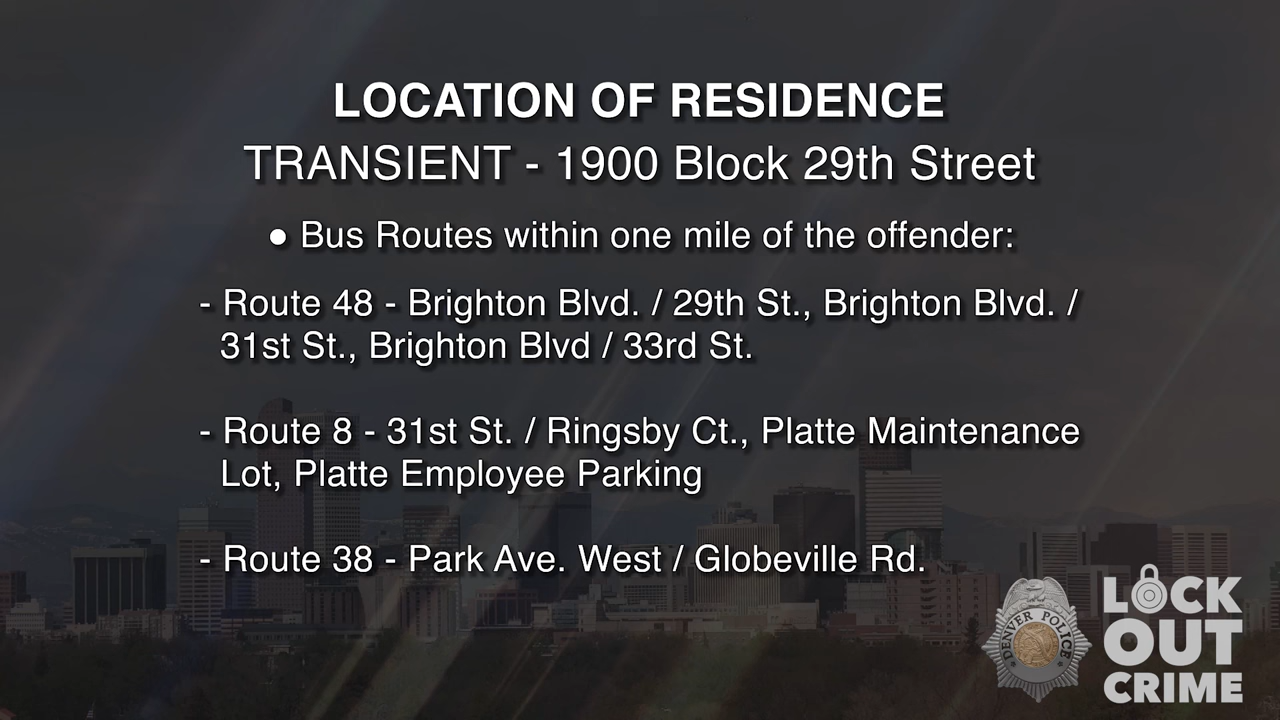 LOCATION OF RESIDENCE
TRANSIENT - 1900 Block 29th Street
● Bus Routes within one mile of the offender:
- Route 48 - Brighton Blvd. / 29th St., Brighton Blvd. /
31st St., Brighton Blvd / 33rd St.
- Route 8 - 31st St. / Ringsby Ct., Platte Maintenance
Lot, Platte Employee Parking
- Route 38 - Park Ave. West / Globeville Rd.
DENVER POLICE
LOCK
OUT
CRIME